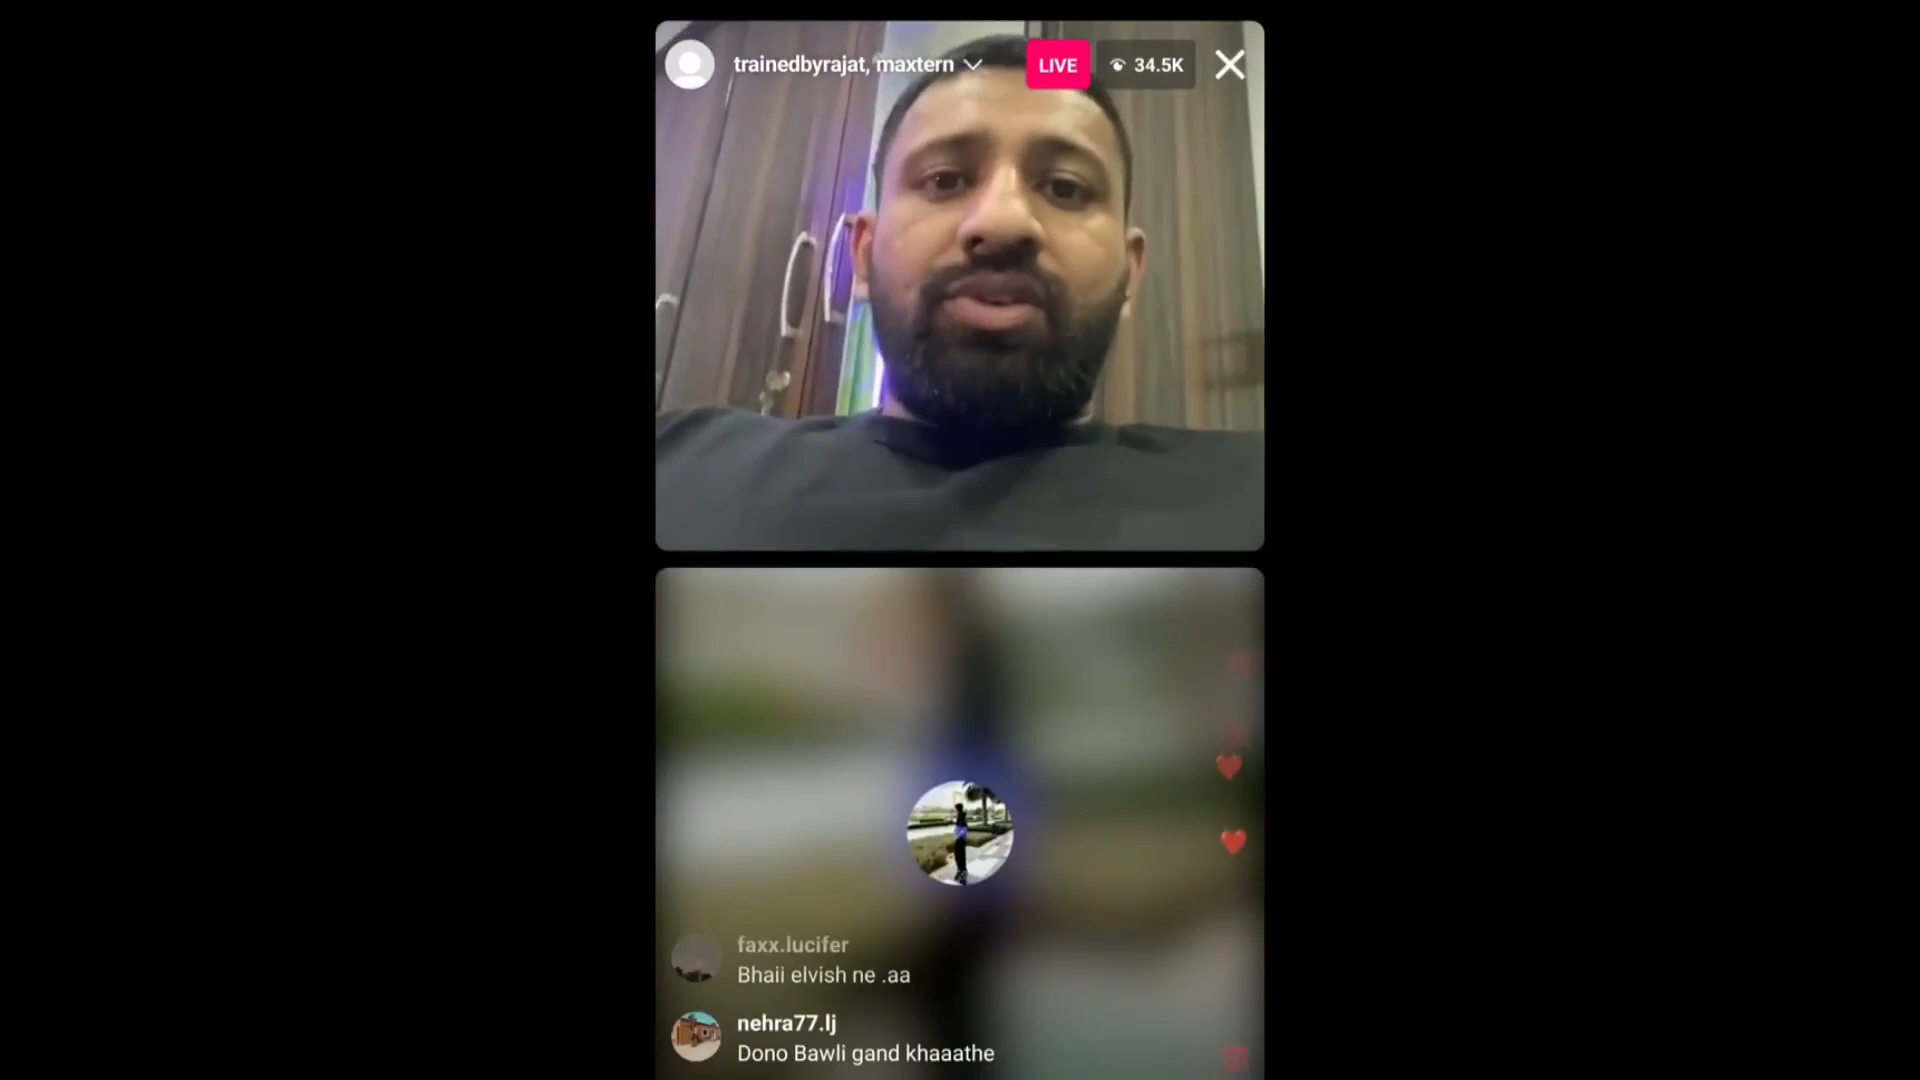 trainedbyrajat, maxtern
LIVE
34.5K
faxx.lucifer
Bhaii elvish ne .aa
nehra77.lj
Dono Bawli gand khaaathe